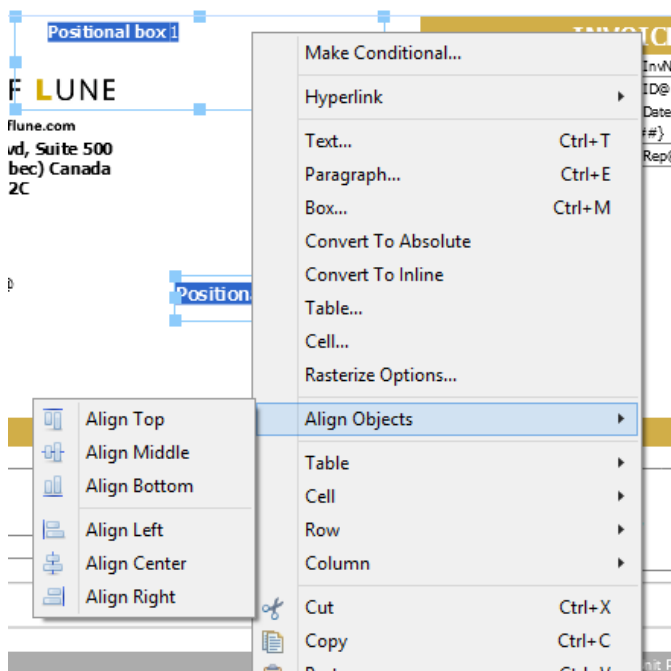 Positional box 1
INVOIC
F LUNE
flune.com
vd, Suite 500
bec) Canada
2C
InvN
ID@
Date
#}
Rep
Position
Make Conditional...
Hyperlink
Text... Ctrl+T
Paragraph... Ctrl+E
Box... Ctrl+M
Convert To Absolute
Convert To Inline
Table...
Cell...
Rasterize Options...
Align Objects
Table
Cell
Row
Column
Cut Ctrl+X
Copy Ctrl+C
Align Top
Align Middle
Align Bottom
Align Left
Align Center
Align Right